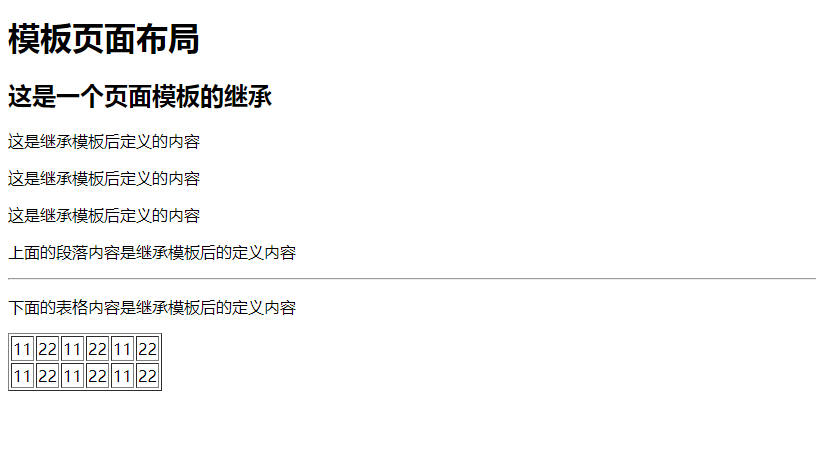 模板页面布局
这是一个页面模板的继承
这是继承模板后定义的内容
这是继承模板后定义的内容
这是继承模板后定义的内容
上面的段落内容是继承模板后的定义内容
下面的表格内容是继承模板后的定义内容
11 22 11 22 11 22
11 22 11 22 11 22